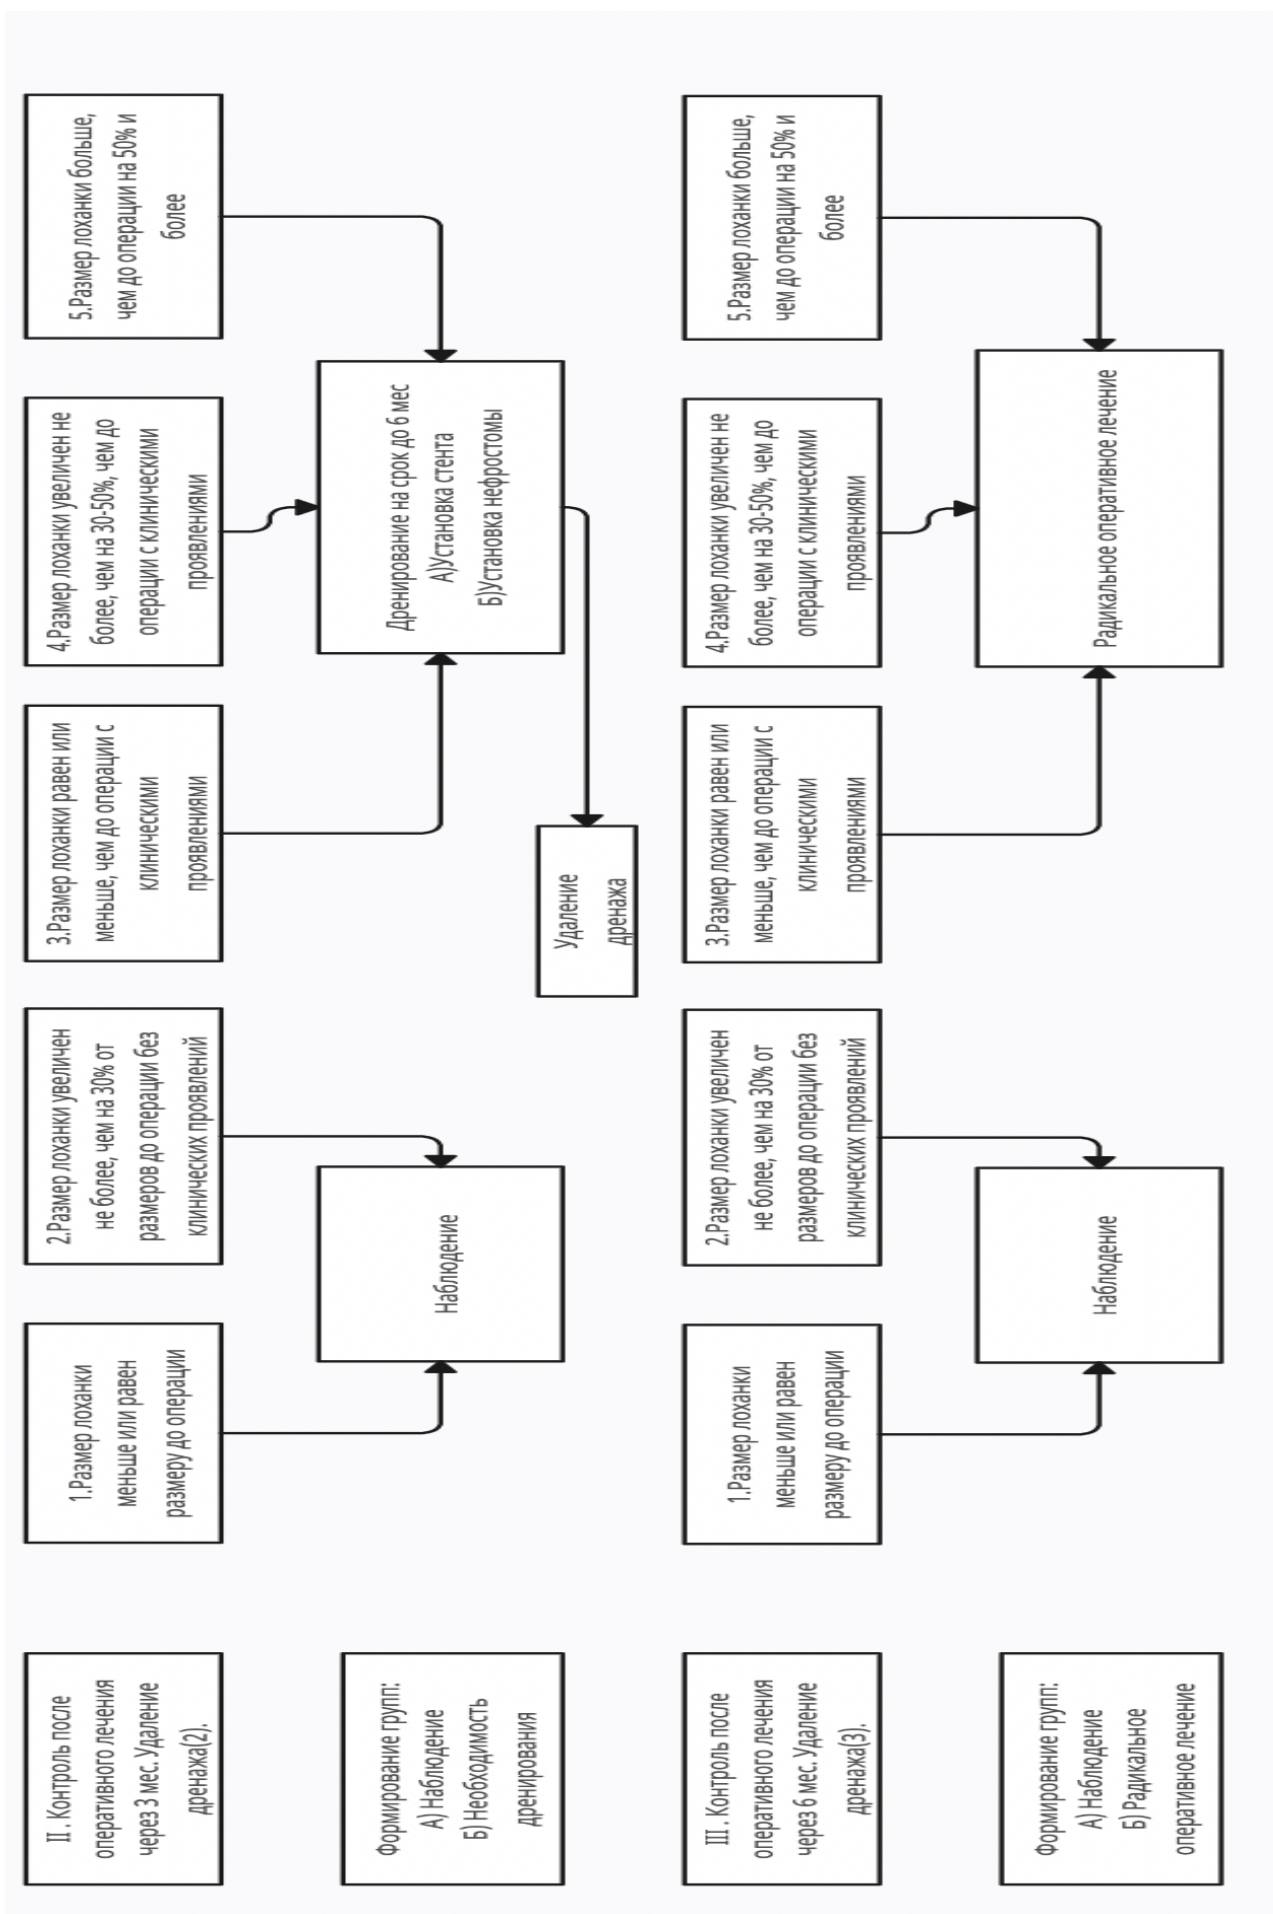 II . Контроль после
оперативного лечения
через 3 мес. Удаление
дренажа(2).
1.Размер лоханки
меньше или равен
размеру до операции
2.Размер лоханки увеличен
не более, чем на 30% от
размеров до операции без
клинических проявлений
3.Размер лоханки равен или
меньше, чем до операции с
клиническими
проявлениями
4.Размер лоханки увеличен не
более, чем на 30-50%, чем до
операции с клиническими
проявлениями
5.Размер лоханки больше,
чем до операции на 50% и
более
Формирование групп:
А) Наблюдение
Б) Необходимость
дренирования
Наблюдение
Дренирование на срок до 6 мес
А)Установка стента
Б)Установка нефростомы
Удаление
дренажа
III . Контроль после
оперативного лечения
через 6 мес. Удаление
дренажа(3).
1.Размер лоханки
меньше или равен
размеру до операции
2.Размер лоханки увеличен
не более, чем на 30% от
размеров до операции без
клинических проявлений
3.Размер лоханки равен или
меньше, чем до операции с
клиническими
проявлениями
4.Размер лоханки увеличен не
более, чем на 30-50%, чем до
операции с клиническими
проявлениями
5.Размер лоханки больше,
чем до операции на 50% и
более
Формирование групп:
А) Наблюдение
Б) Радикальное
оперативное лечение
Наблюдение
Радикальное оперативное лечение